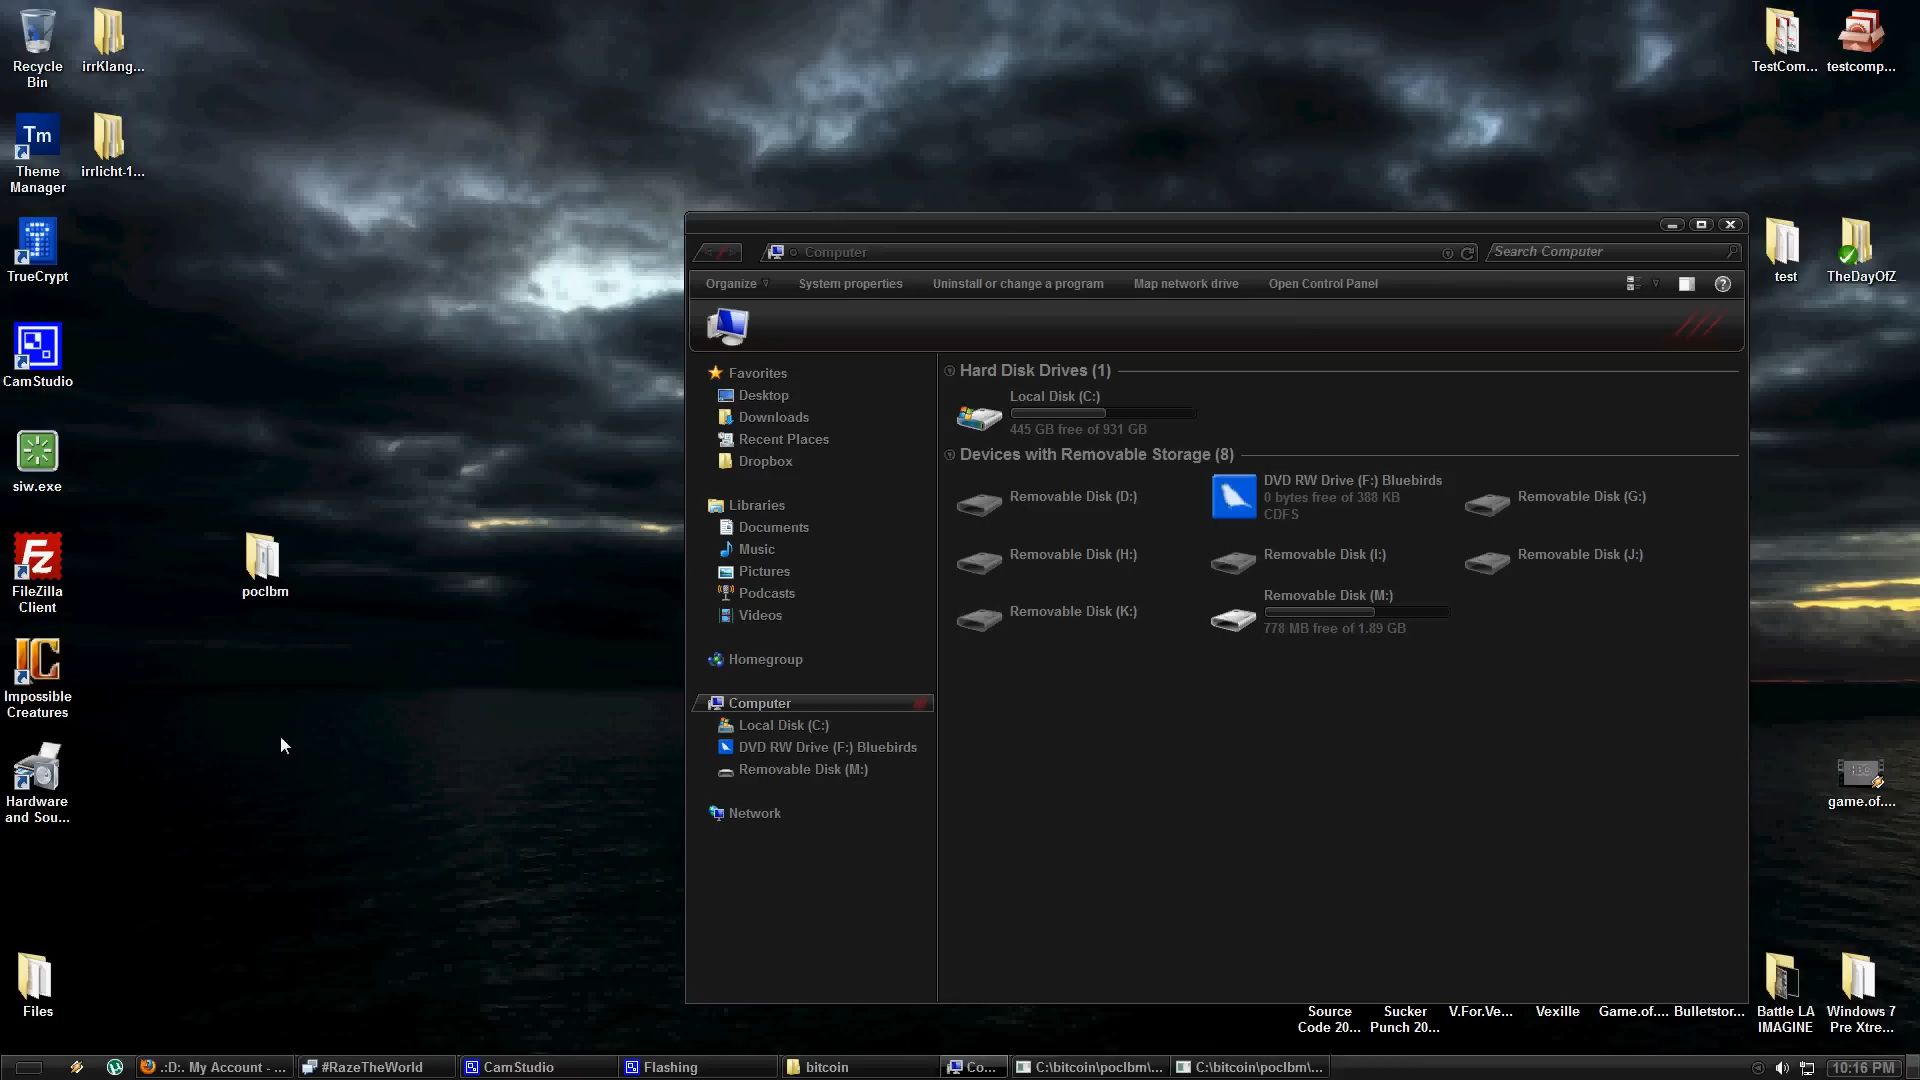 Recycle
Bin
irrKlang...
Tm
Theme
Manager
irrlicht-1...
TrueCrypt
CamStudio
siw.exe
Fz
FileZilla
Client
poclbm
IC
Impossible
Creatures
Hardware
and Sou...
Files
TestCom...
testcomp...
test
TheDayOfZ
game.of....
Battle LA
IMAGINE
Windows 7
Pre Xtre...
Computer
Search Computer
Organize
System properties
Uninstall or change a program
Map network drive
Open Control Panel
Favorites
Desktop
Downloads
Recent Places
Dropbox
Libraries
Documents
Music
Pictures
Podcasts
Videos
Homegroup
Computer
Local Disk (C:)
DVD RW Drive (F:) Bluebirds
Removable Disk (M:)
Network
Hard Disk Drives (1)
Local Disk (C:)
445 GB free of 931 GB
Devices with Removable Storage (8)
Removable Disk (D:)
DVD RW Drive (F:) Bluebirds
0 bytes free of 388 KB
CDFS
Removable Disk (G:)
Removable Disk (H:)
Removable Disk (I:)
Removable Disk (J:)
Removable Disk (K:)
Removable Disk (M:)
778 MB free of 1.89 GB
Source
Code 20...
Sucker
Punch 20...
V.For.Ve...
Vexille
Game.of....
Bulletstor...
.:D:. My Account - ...
#RazeTheWorld
CamStudio
Flashing
bitcoin
Co...
C:\bitcoin\poclbm\...
C:\bitcoin\poclbm\...
10:16 PM